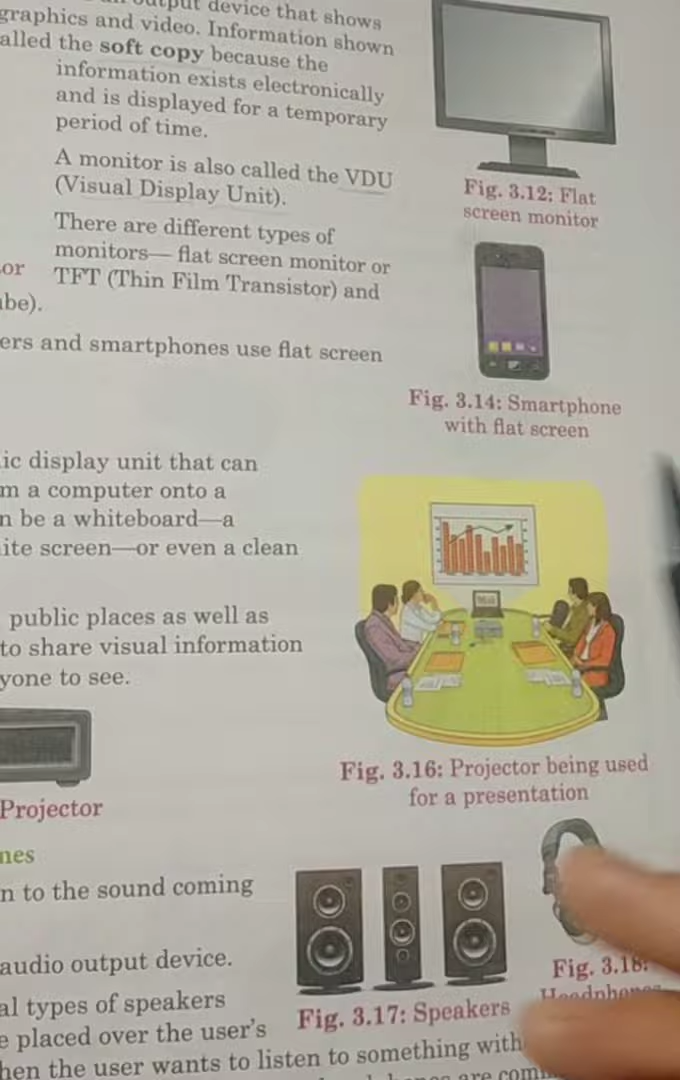 output device that shows
graphics and video. Information shown
alled the soft copy because the
information exists electronically
and is displayed for a temporary
period of time.
A monitor is also called the VDU
(Visual Display Unit).
There are different types of
monitors— flat screen monitor or
or TFT (Thin Film Transistor) and
be).
ers and smartphones use flat screen
Fig. 3.12: Flat
screen monitor
Fig. 3.14: Smartphone
with flat screen
ic display unit that can
m a computer onto a
n be a whiteboard—a
ite screen—or even a clean
public places as well as
to share visual information
yone to see.
Fig. 3.16: Projector being used
for a presentation
Projector
nes
n to the sound coming
audio output device.
al types of speakers
e placed over the user's
hen the user wants to listen to something with
are com
Fig. 3.17: Speakers
Fig. 3.18:
Headphones